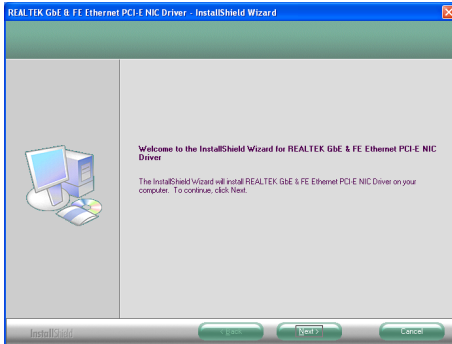 REALTEK GbE & FE Ethernet PCI-E NIC Driver - InstallShield Wizard
Welcome to the InstallShield Wizard for REALTEK GbE & FE Ethernet PCI-E NIC
Driver
The InstallShield Wizard will install REALTEK GbE & FE Ethernet PCI-E NIC Driver on your
computer. To continue, click Next.
InstallShield
< Back
Next >
Cancel